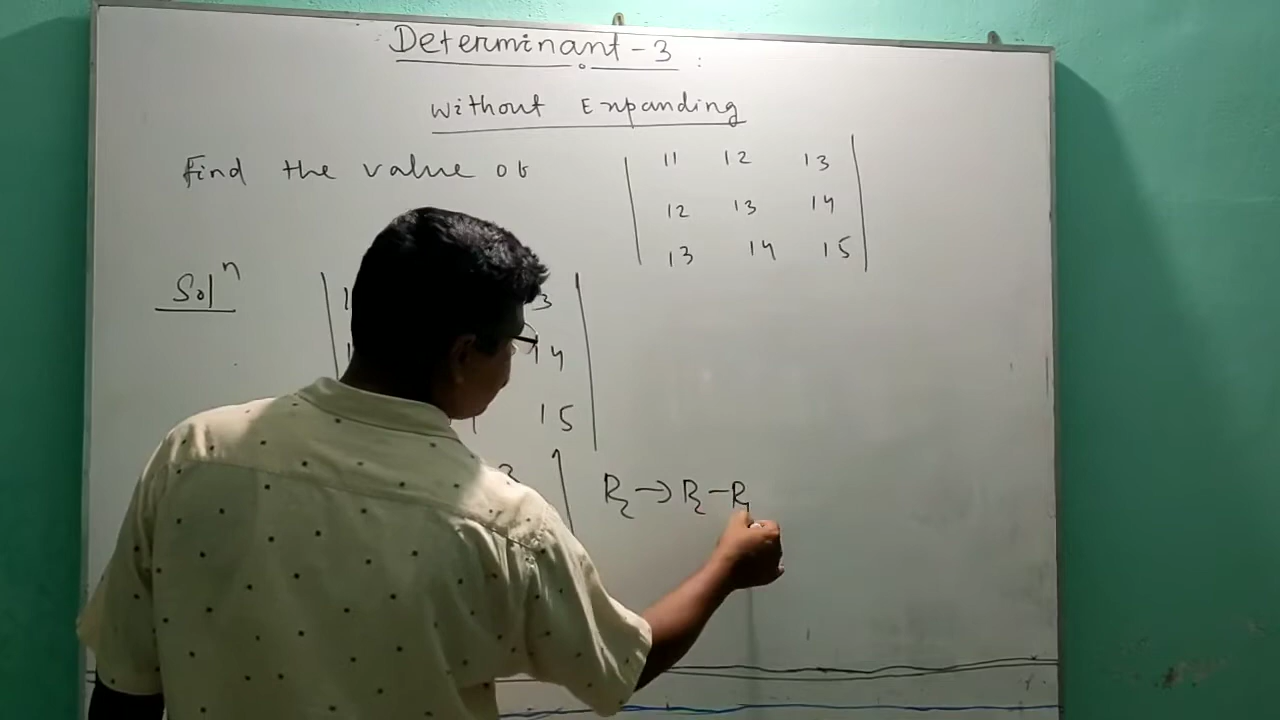 Determinant - 3 :
without Expanding
Find the value of
11 12 13
12 13 14
13 14 15
Solⁿ
3
14
15
R₂ → R₂ - R₁